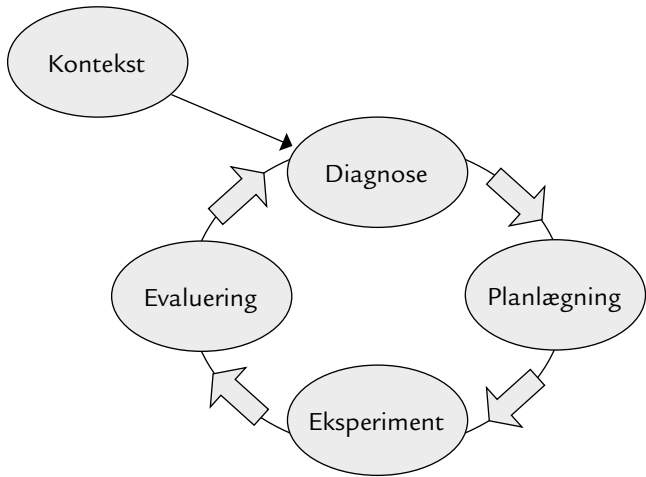 Kontekst
Diagnose
Planlægning
Eksperiment
Evaluering